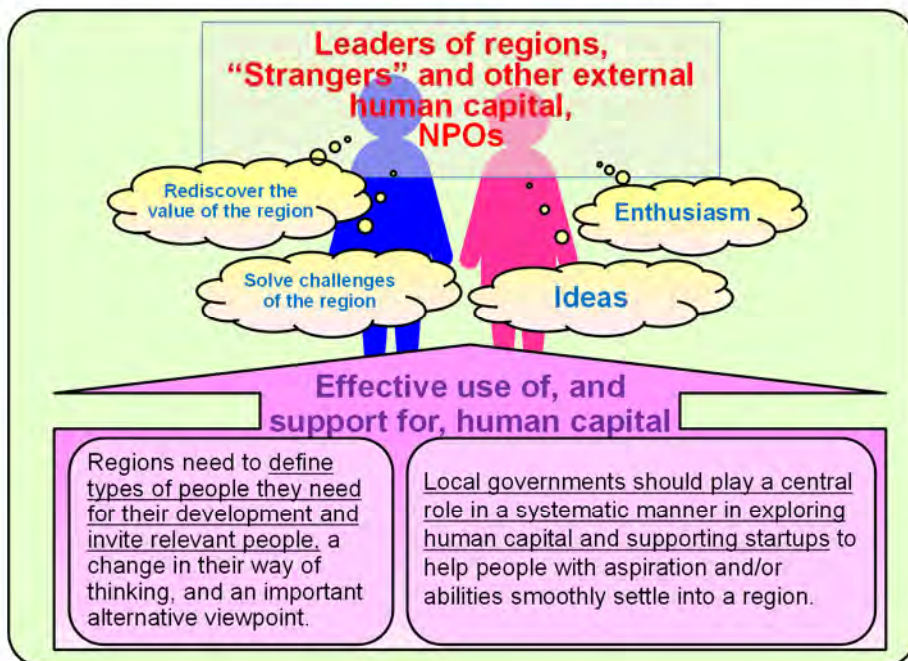 Leaders of regions,
“Strangers” and other external
human capital,
NPOs
Rediscover the
value of the region
Enthusiasm
Solve challenges
of the region
Ideas
Effective use of, and
support for, human capital
Regions need to define
types of people they need
for their development and
invite relevant people, a
change in their way of
thinking, and an important
alternative viewpoint.
Local governments should play a central
role in a systematic manner in exploring
human capital and supporting startups to
help people with aspiration and/or
abilities smoothly settle into a region.